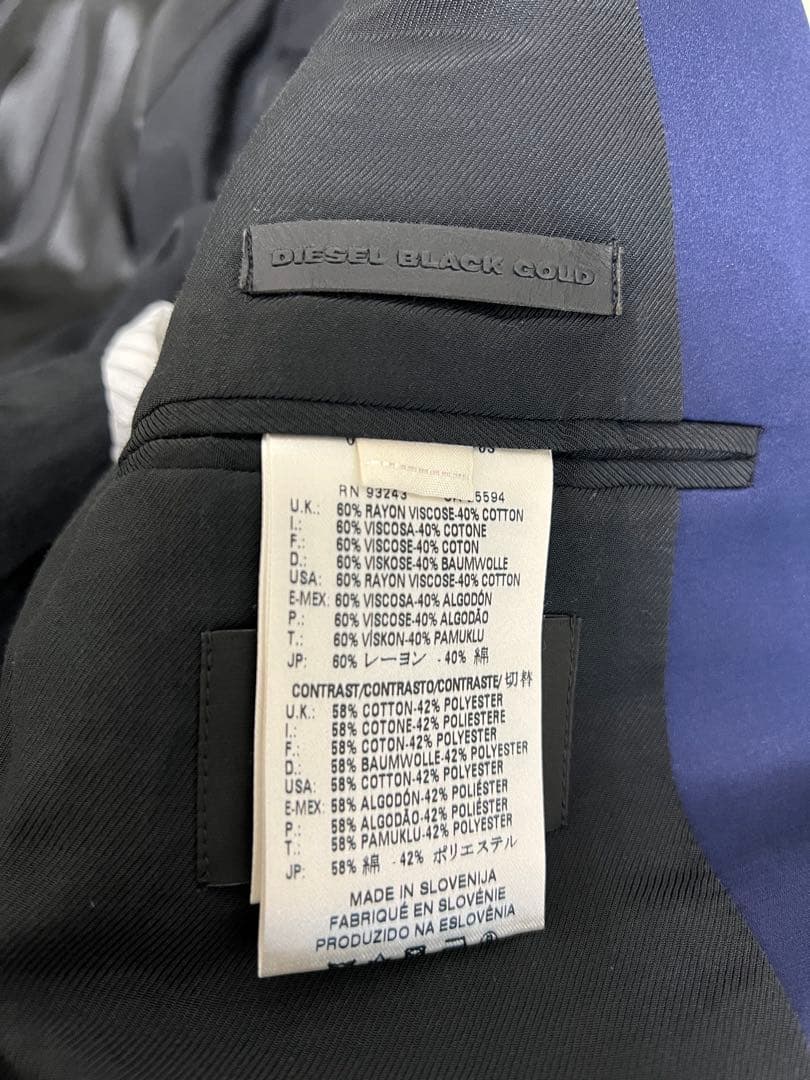 DIESEL BLACK GOLD
RN 93243
U.K.: 60% RAYON VISCOSE-40% COTTON
I.: 60% VISCOSA-40% COTONE
F.: 60% VISCOSE-40% COTON
D.: 60% VISKOSE-40% BAUMWOLLE
USA: 60% RAYON VISCOSE-40% COTTON
E-MEX: 60% VISCOSA-40% ALGODÓN
P.: 60% VISCOSE-40% ALGODÃO
T.: 60% VİSKON-40% PAMUKLU
JP: 60% レーヨン - 40% 綿
CONTRAST/CONTRASTO/CONTRASTE/ 切替
U.K.: 58% COTTON-42% POLYESTER
I.: 58% COTONE-42% POLIESTERE
F.: 58% COTON-42% POLYESTER
D.: 58% BAUMWOLLE-42% POLYESTER
USA: 58% COTTON-42% POLYESTER
E-MEX: 58% ALGODÓN-42% POLIÉSTER
P.: 58% ALGODÃO-42% POLIÉSTER
T.: 58% PAMUKLU-42% POLYESTER
JP: 58% 綿 - 42% ポリエステル
MADE IN SLOVENIJA
FABRIQUÉ EN SLOVÉNIE
PRODUZIDO NA ESLOVÊNIA